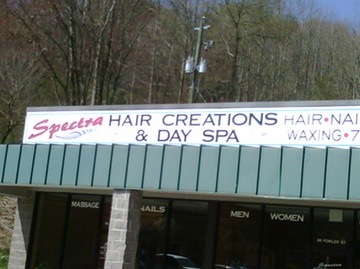 Spectra HAIR CREATIONS
& DAY SPA
HAIR•NAI
WAXING•7
MASSAGE
NAILS
MEN
WOMEN